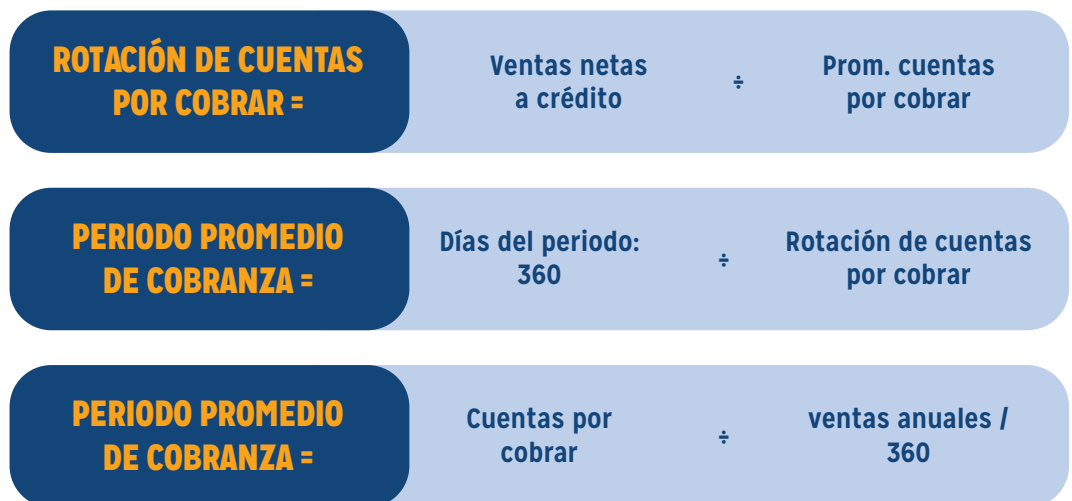 ROTACIÓN DE CUENTAS
POR COBRAR =
Ventas netas
a crédito
÷
Prom. cuentas
por cobrar
PERIODO PROMEDIO
DE COBRANZA =
Días del periodo:
360
÷
Rotación de cuentas
por cobrar
PERIODO PROMEDIO
DE COBRANZA =
Cuentas por
cobrar
÷
ventas anuales /
360